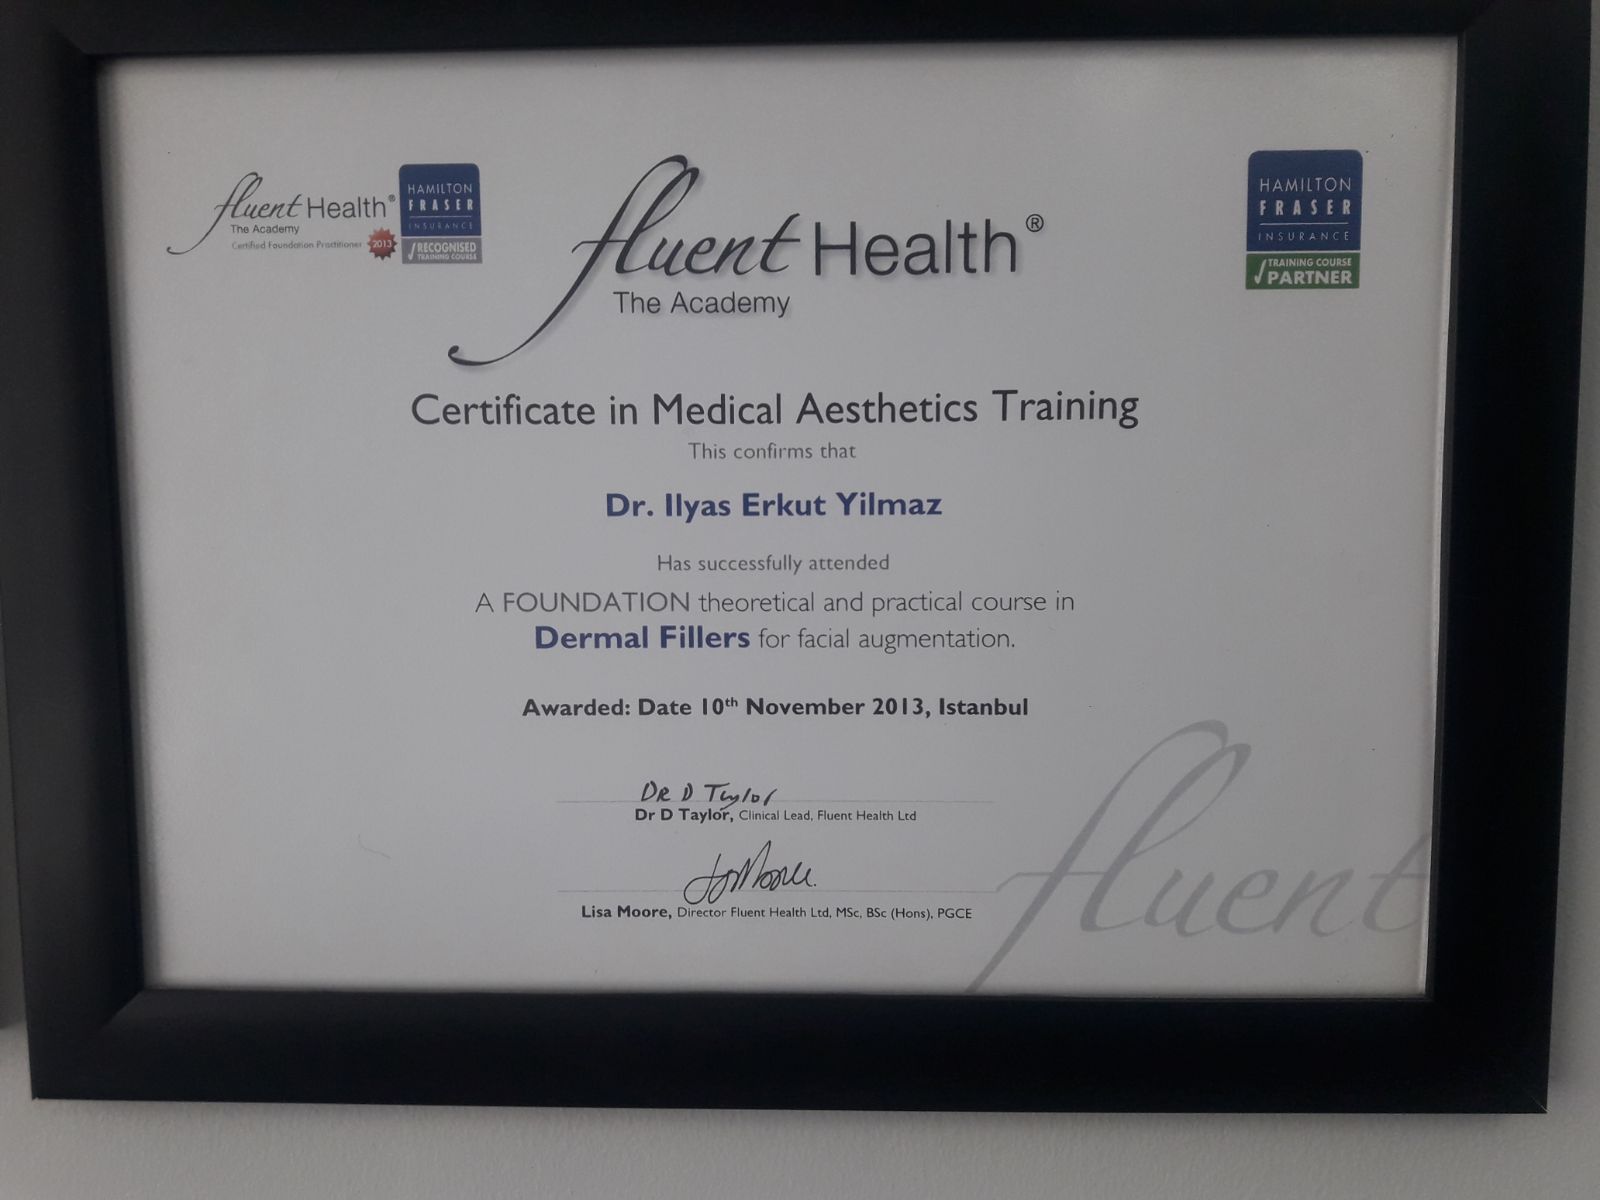 fluent Health®
The Academy
Certified Foundation Practitioner 2013
HAMILTON
FRASER
INSURANCE
√RECOGNISED
TRAINING COURSE
fluent Health®
The Academy
HAMILTON
FRASER
INSURANCE
√TRAINING COURSE
PARTNER
Certificate in Medical Aesthetics Training
This confirms that
Dr. Ilyas Erkut Yilmaz
Has successfully attended
A FOUNDATION theoretical and practical course in
Dermal Fillers for facial augmentation.
Awarded: Date 10th November 2013, Istanbul
DR D Taylor
Dr D Taylor, Clinical Lead, Fluent Health Ltd
Lisa Moore, Director Fluent Health Ltd, MSc, BSc (Hons), PGCE
fluent